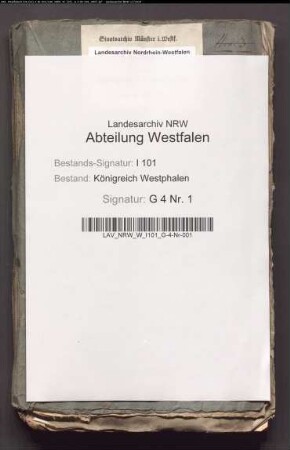 Staatsarchiv Münster i. Westf.
Landesarchiv Nordrhein-Westfalen
Landesarchiv NRW
Abteilung Westfalen
Bestands-Signatur: I 101
Bestand: Königreich Westphalen
Signatur: G 4 Nr. 1
LAV_NRW_W_I101_G-4-Nr-001